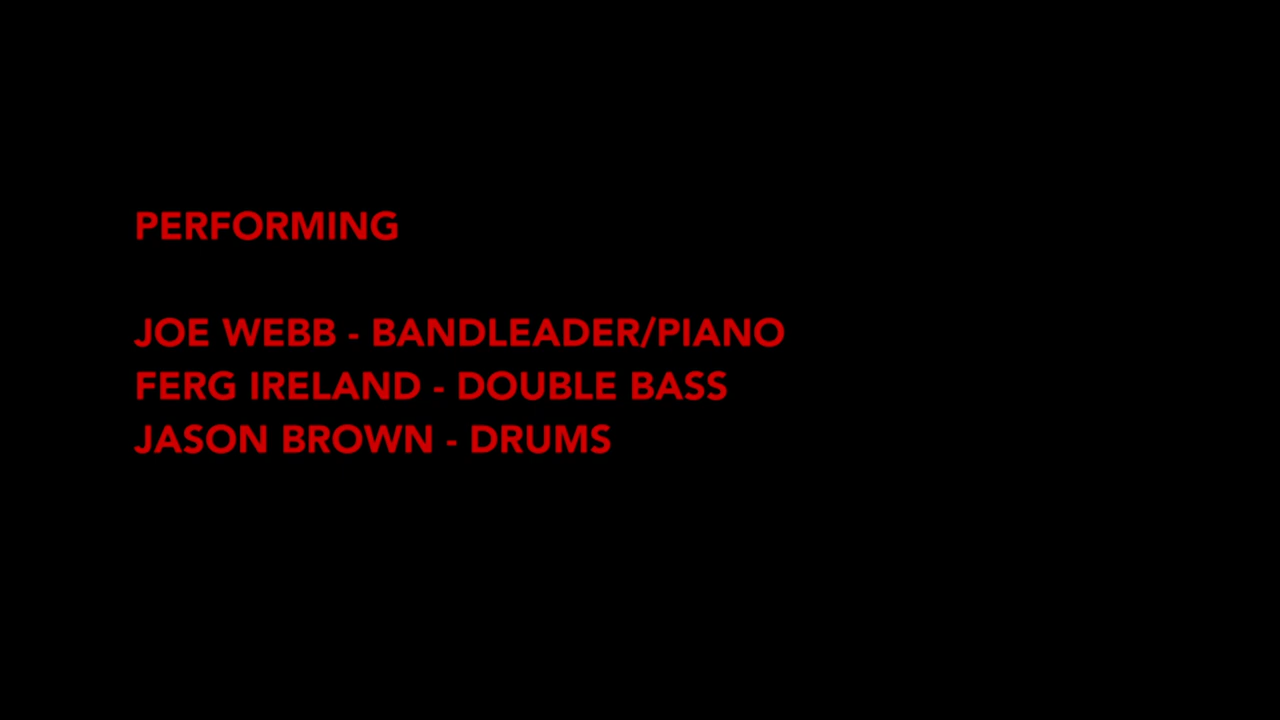 PERFORMING
JOE WEBB - BANDLEADER/PIANO
FERG IRELAND - DOUBLE BASS
JASON BROWN - DRUMS